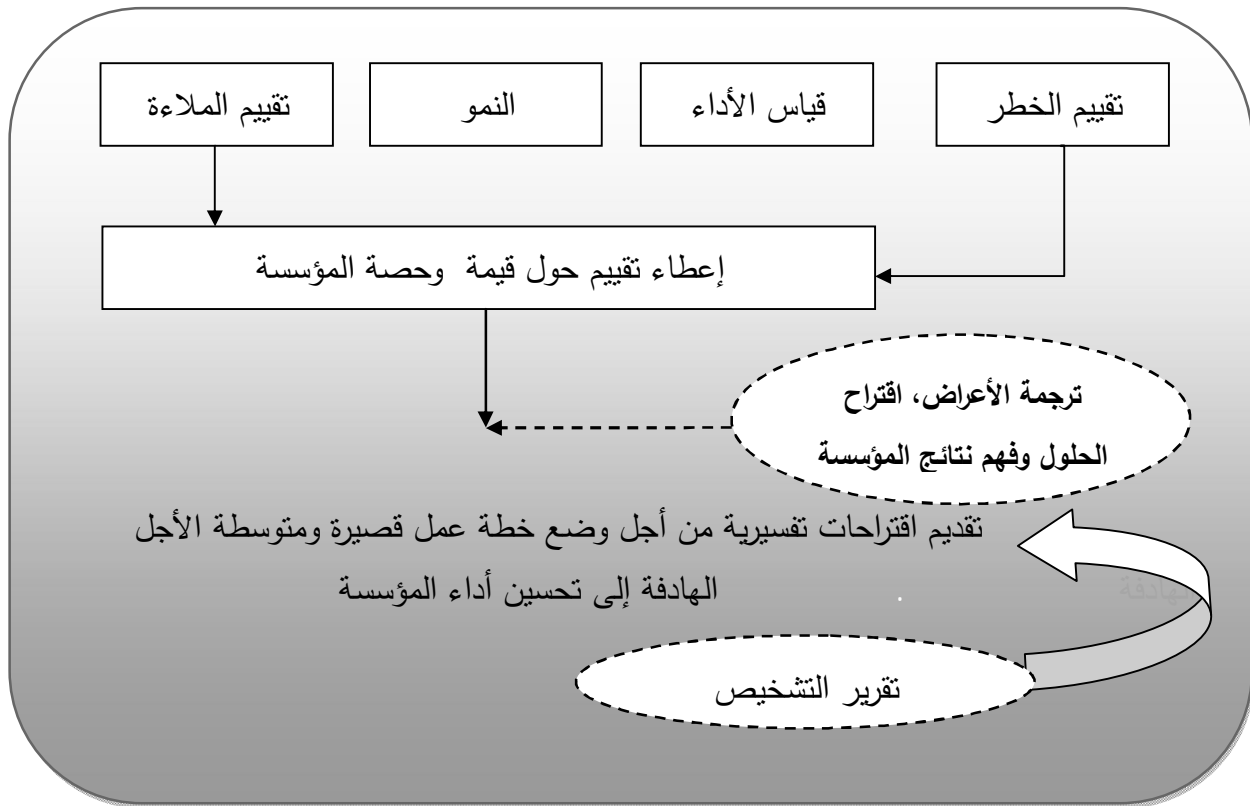 تقييم الخطر
قياس الأداء
النمو
تقييم الملاءة
إعطاء تقييم حول قيمة وحصة المؤسسة
ترجمة الأعراض، اقتراح
الحلول وفهم نتائج المؤسسة
تقديم اقتراحات تفسيرية من أجل وضع خطة عمل قصيرة ومتوسطة الأجل
الهادفة إلى تحسين أداء المؤسسة
تقرير التشخيص